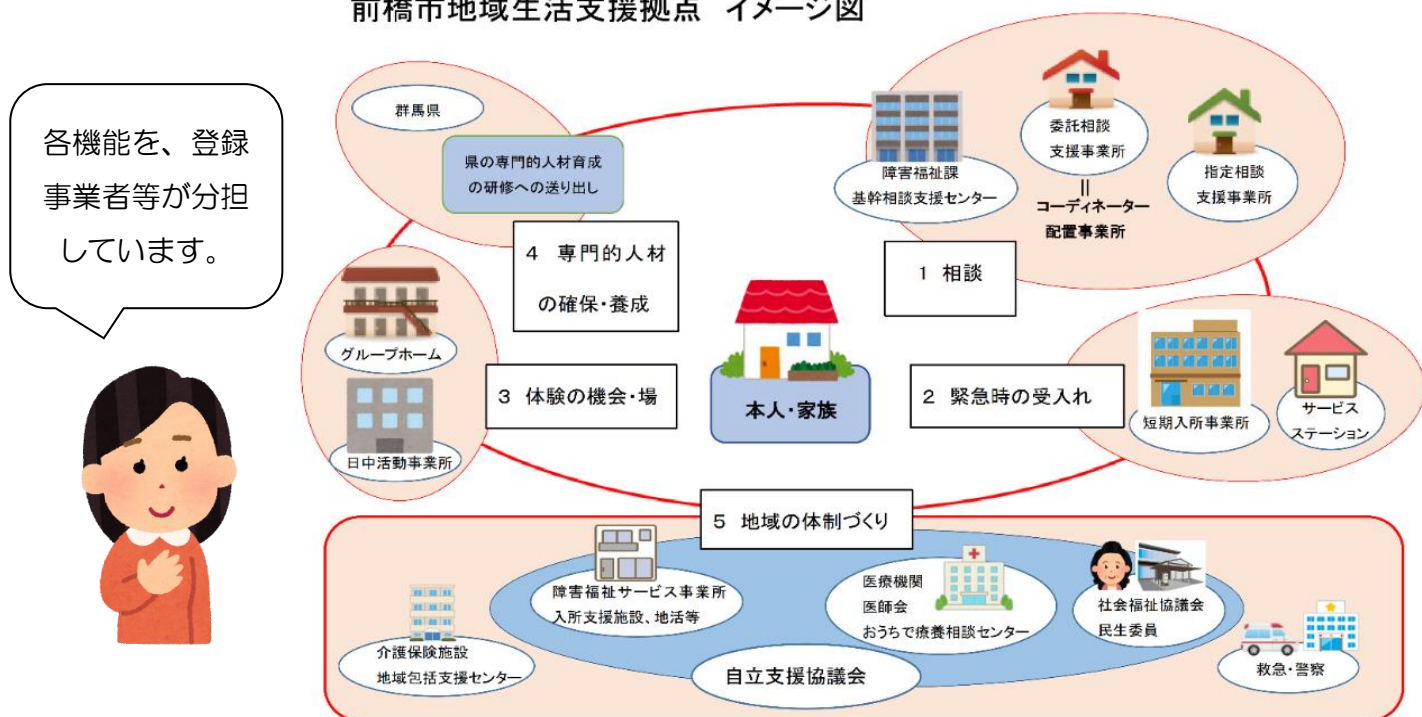 前橋市地域生活支援拠点 イメージ図
各機能を、登録
事業者等が分担
しています。
群馬県
県の専門的人材育成
の研修への送り出し
4 専門的人材
の確保・養成
障害福祉課
基幹相談支援センター
委託相談
支援事業所
||
コーディネーター
配置事業所
指定相談
支援事業所
1 相談
グループホーム
日中活動事業所
3 体験の機会・場
本人・家族
2 緊急時の受入れ
短期入所事業所
サービス
ステーション
5 地域の体制づくり
障害福祉サービス事業所
入所支援施設、地活等
医療機関
医師会
おうちで療養相談センター
社会福祉協議会
民生委員
介護保険施設
地域包括支援センター
自立支援協議会
救急・警察